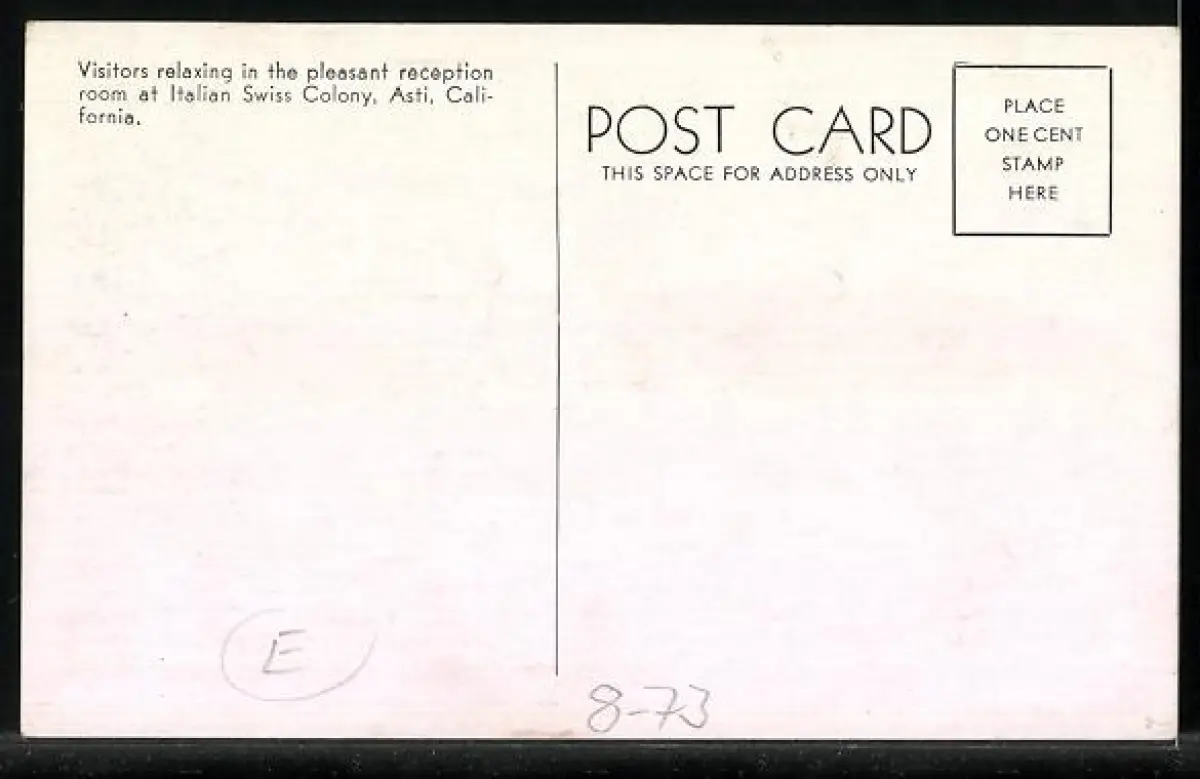 Visitors relaxing in the pleasant reception
room at Italian Swiss Colony, Asti, Cali-
fornia.
POST CARD
THIS SPACE FOR ADDRESS ONLY
PLACE
ONE CENT
STAMP
HERE
E
8-73